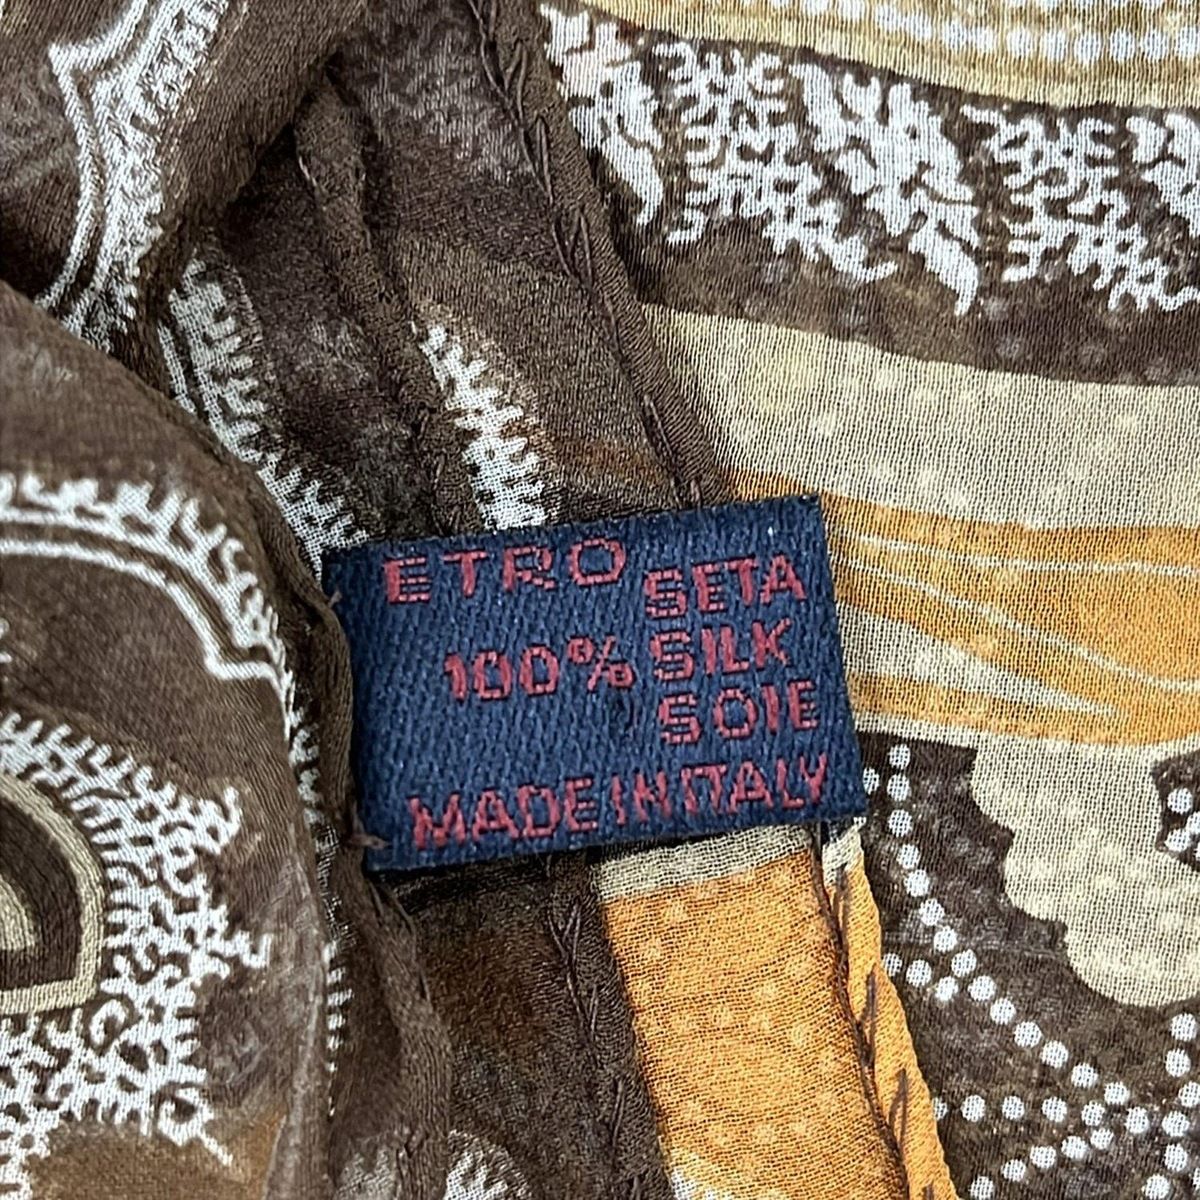 ETRO
SETA
100% SILK
SOIE
MADE IN ITALY